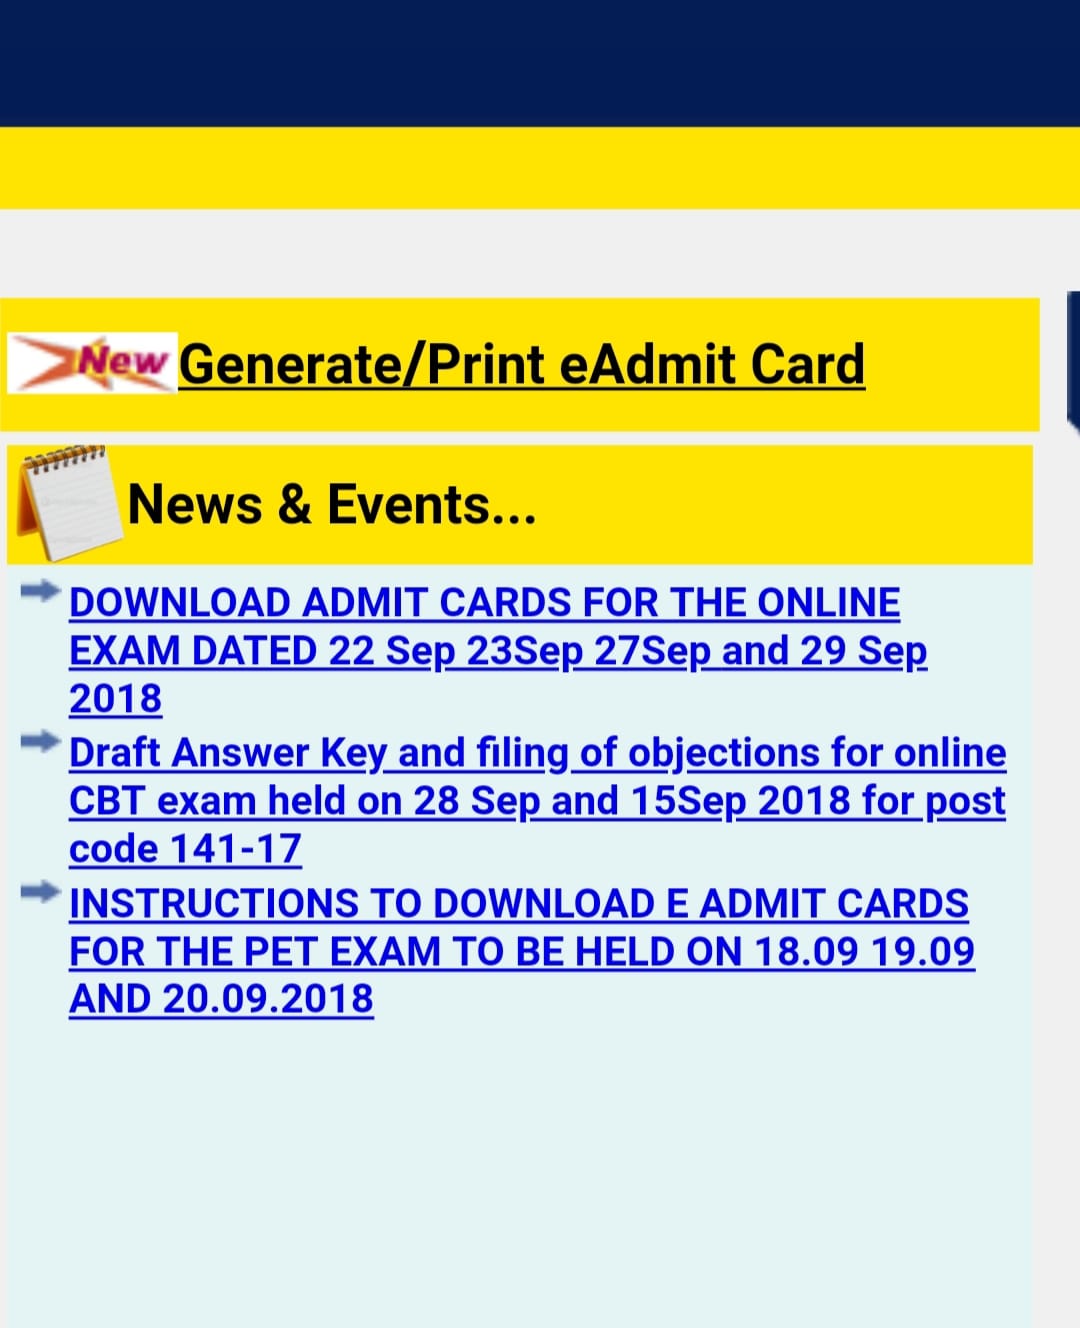 New Generate/Print eAdmit Card
News & Events...
DOWNLOAD ADMIT CARDS FOR THE ONLINE
EXAM DATED 22 Sep 23Sep 27Sep and 29 Sep
2018
Draft Answer Key and filing of objections for online
CBT exam held on 28 Sep and 15Sep 2018 for post
code 141-17
INSTRUCTIONS TO DOWNLOAD E ADMIT CARDS
FOR THE PET EXAM TO BE HELD ON 18.09 19.09
AND 20.09.2018